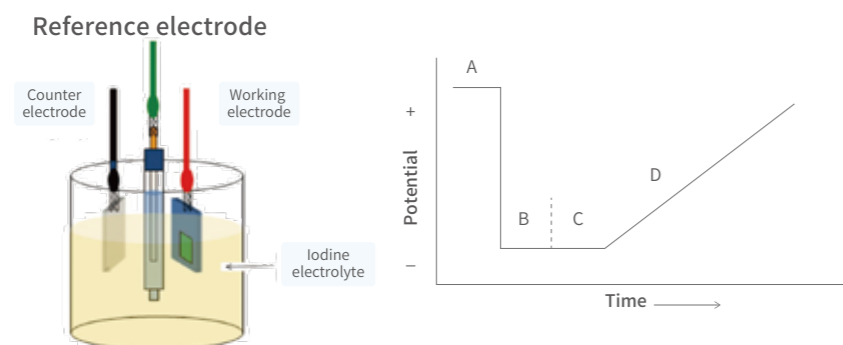 Reference electrode
Counter
electrode
Working
electrode
Iodine
electrolyte
A
+
Potential
B
C
D
–
Time